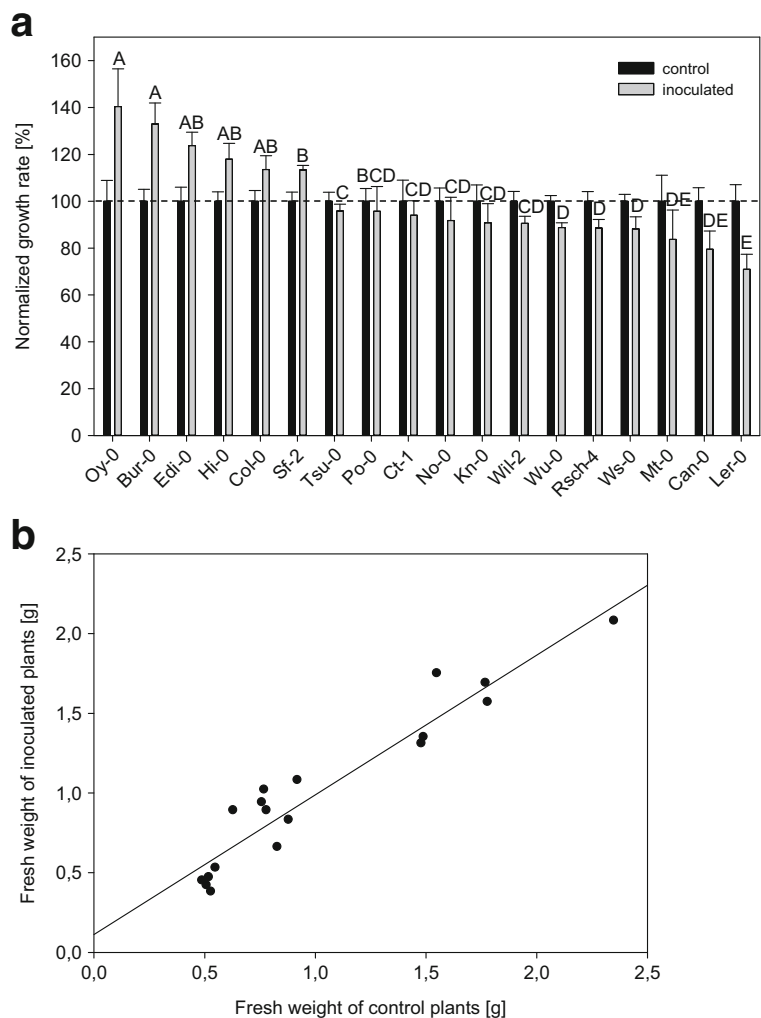 a
Normalized growth rate [%]
160
140
120
100
80
60
40
20
0
control
inoculated
A A AB AB AB B C BCD CD CD CD CD D D D DE DE E
Oy-0 Bur-0 Edi-0 Hi-0 Col-0 Sf-2 Tsu-0 Po-0 Ct-1 No-0 Kn-0 Wil-2 Wu-0 Rsch-4 Ws-0 Mt-0 Can-0 Ler-0
b
Fresh weight of inoculated plants [g]
2,5
2,0
1,5
1,0
0,5
0,0
0,0 0,5 1,0 1,5 2,0 2,5
Fresh weight of control plants [g]